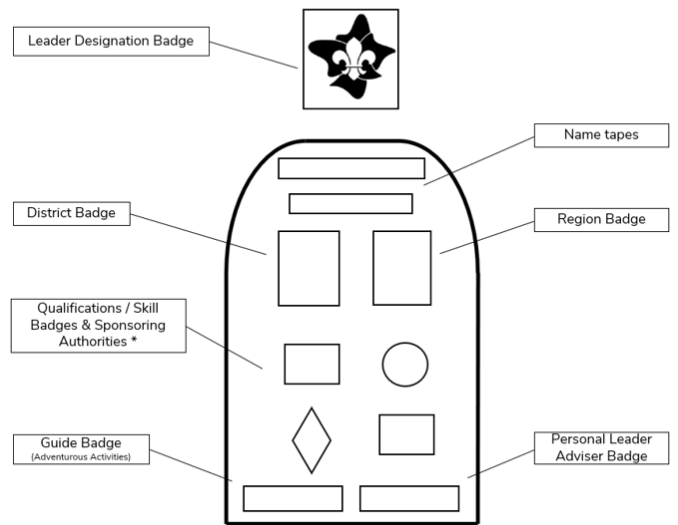 Leader Designation Badge
Name tapes
District Badge
Region Badge
Qualifications / Skill
Badges & Sponsoring
Authorities *
Guide Badge
(Adventurous Activities)
Personal Leader
Adviser Badge